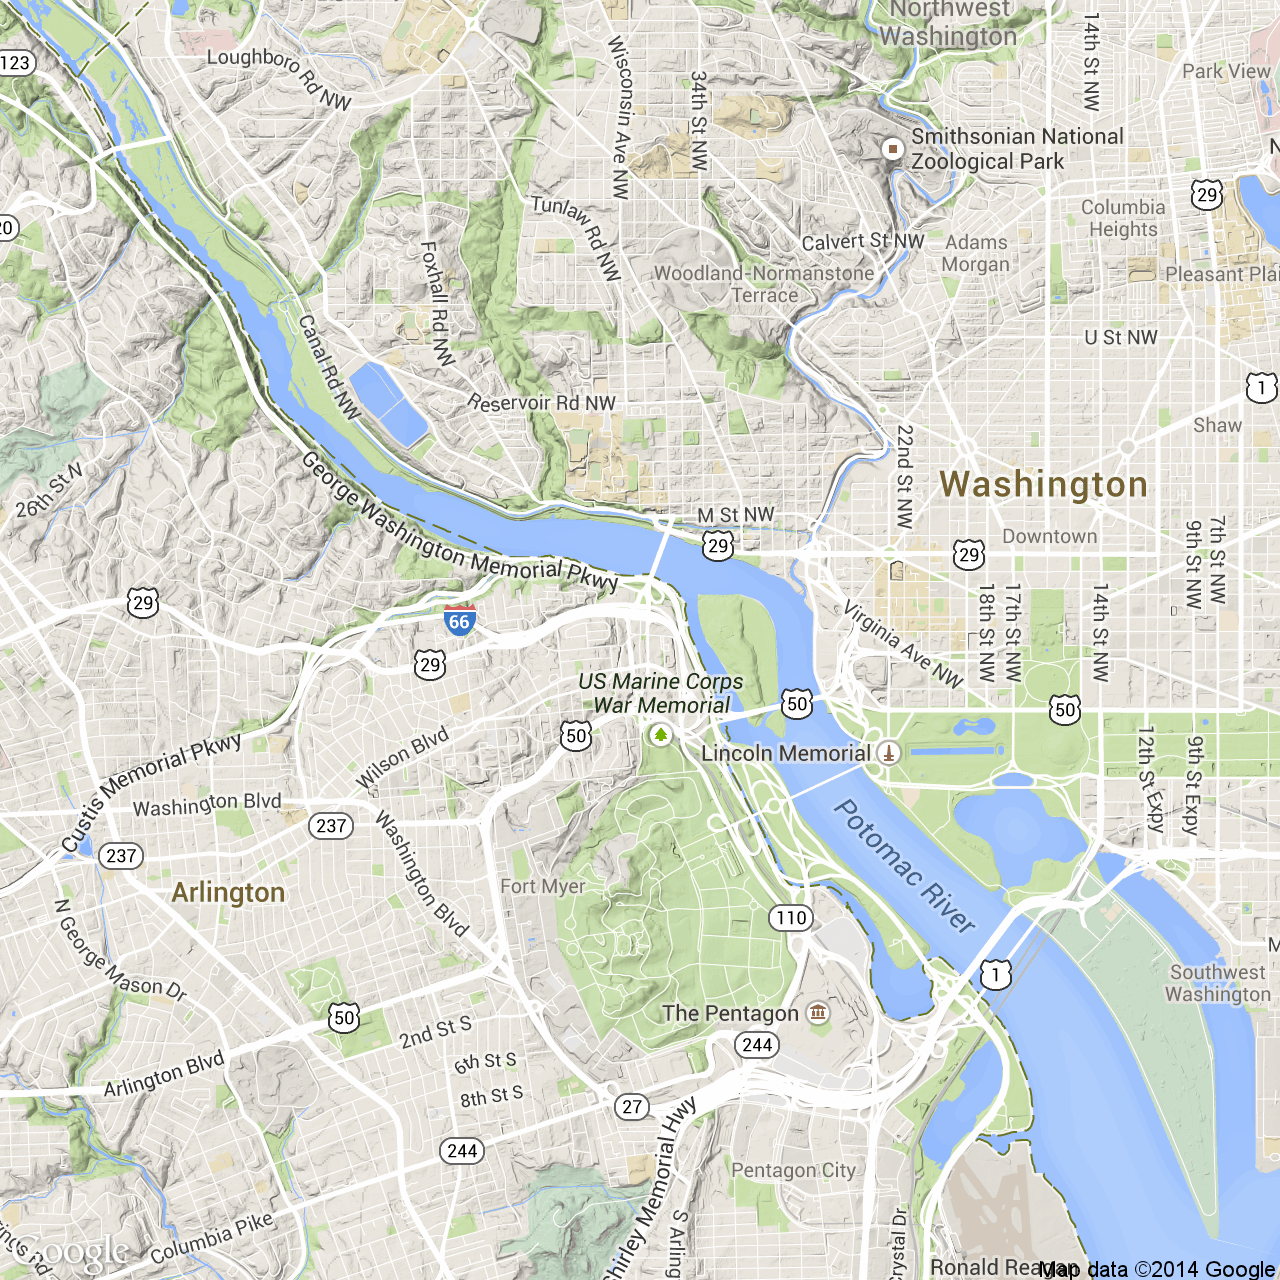 Northwest
Washington
14th St NW
123
Loughboro Rd NW
Wisconsin Ave NW
34th St NW
Park View
Smithsonian National
Zoological Park
29
Columbia
Heights
Tunlaw Rd NW
Foxhall Rd NW
Calvert St NW
Adams
Morgan
Woodland-Normanstone
Terrace
Canal Rd NW
U St NW
1
Reservoir Rd NW
Shaw
22nd St NW
26th St N
George Washington Memorial Pkwy
Washington
M St NW
29
Downtown
29
9th St NW
7th St NW
29
66
29
18th St NW
17th St NW
14th St NW
Virginia Ave NW
US Marine Corps
War Memorial
50
50
50
Lincoln Memorial
12th St Expy
9th St Expy
Custis Memorial Pkwy
Wilson Blvd
Washington Blvd
237
237
Washington Blvd
Potomac River
Arlington
Fort Myer
110
N George Mason Dr
1
Southwest
Washington
50
2nd St S
The Pentagon
244
6th St S
Arlington Blvd
8th St S
27
244
Shirley Memorial Hwy
Pentagon City
Columbia Pike
Crystal Dr
Google
Map data ©2014 Google